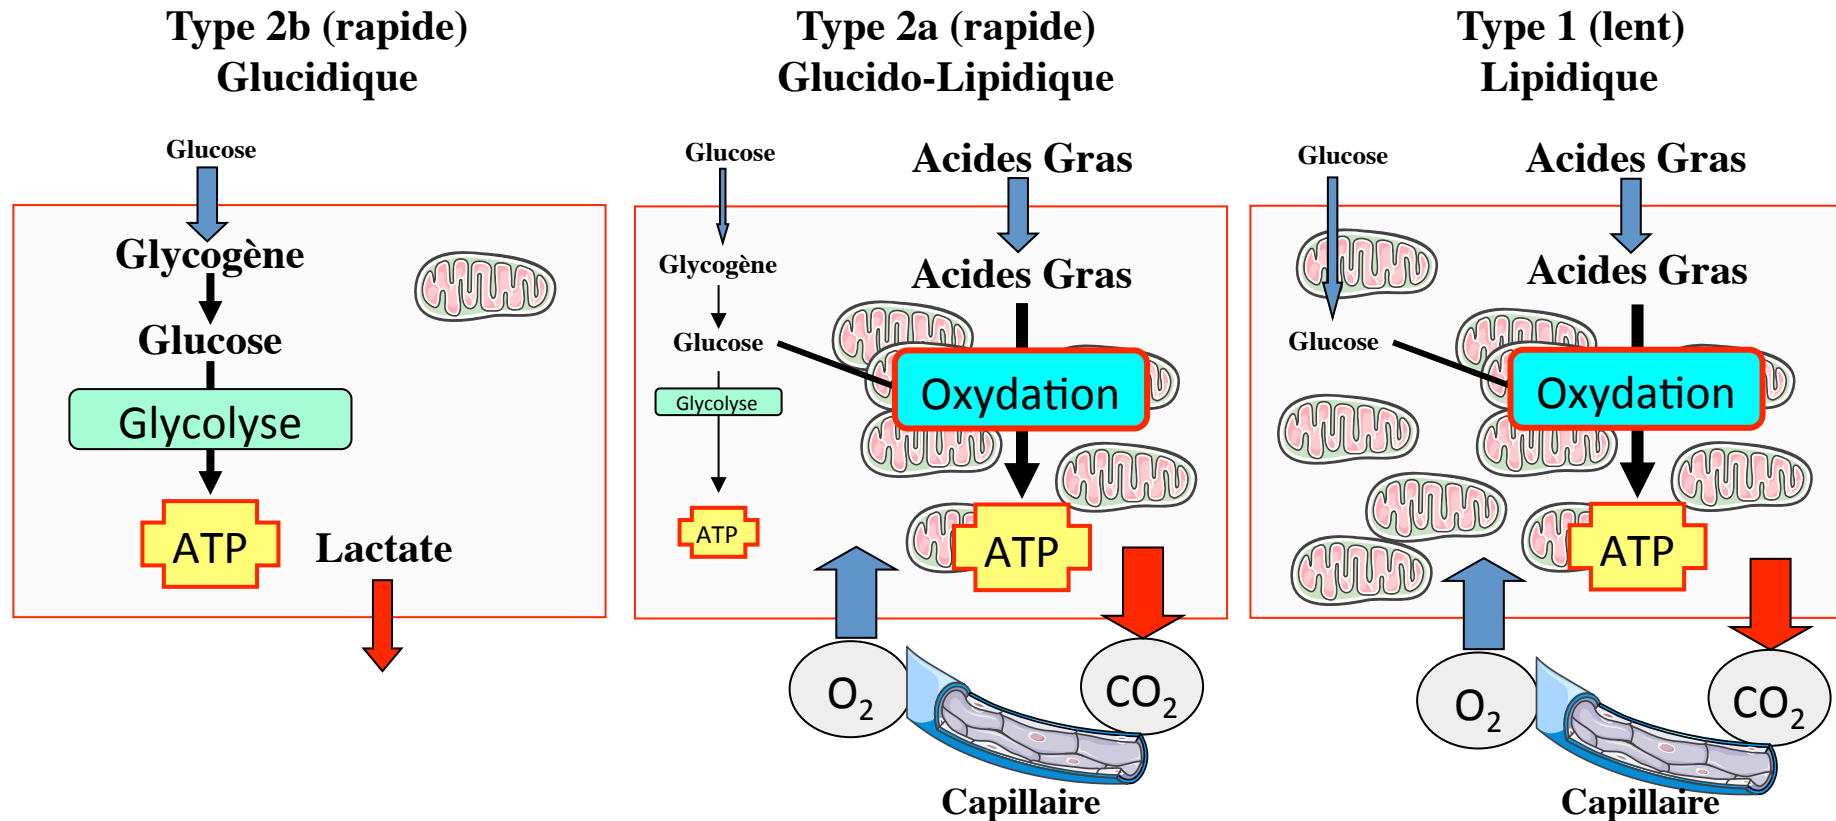 Type 2b (rapide)
Glucidique
Glucose
Glycogène
Glucose
Glycolyse
ATP
Lactate
Type 2a (rapide)
Glucido-Lipidique
Glucose
Acides Gras
Glycogène
Acides Gras
Glucose
Oxydation
Glycolyse
ATP
ATP
O2
CO2
Capillaire
Type 1 (lent)
Lipidique
Glucose
Acides Gras
Acides Gras
Glucose
Oxydation
ATP
O2
CO2
Capillaire